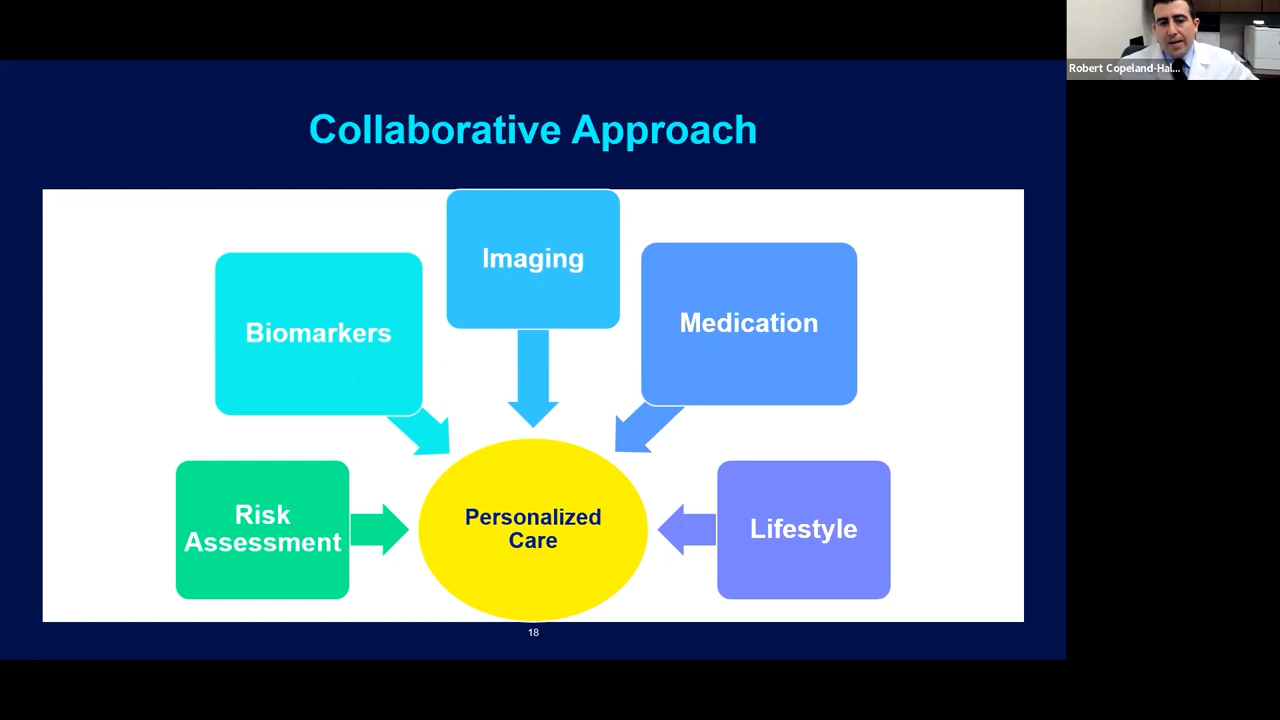 Robert Copeland-Hal...
Collaborative Approach
Imaging
Biomarkers
Medication
Risk
Assessment
Personalized
Care
Lifestyle
18